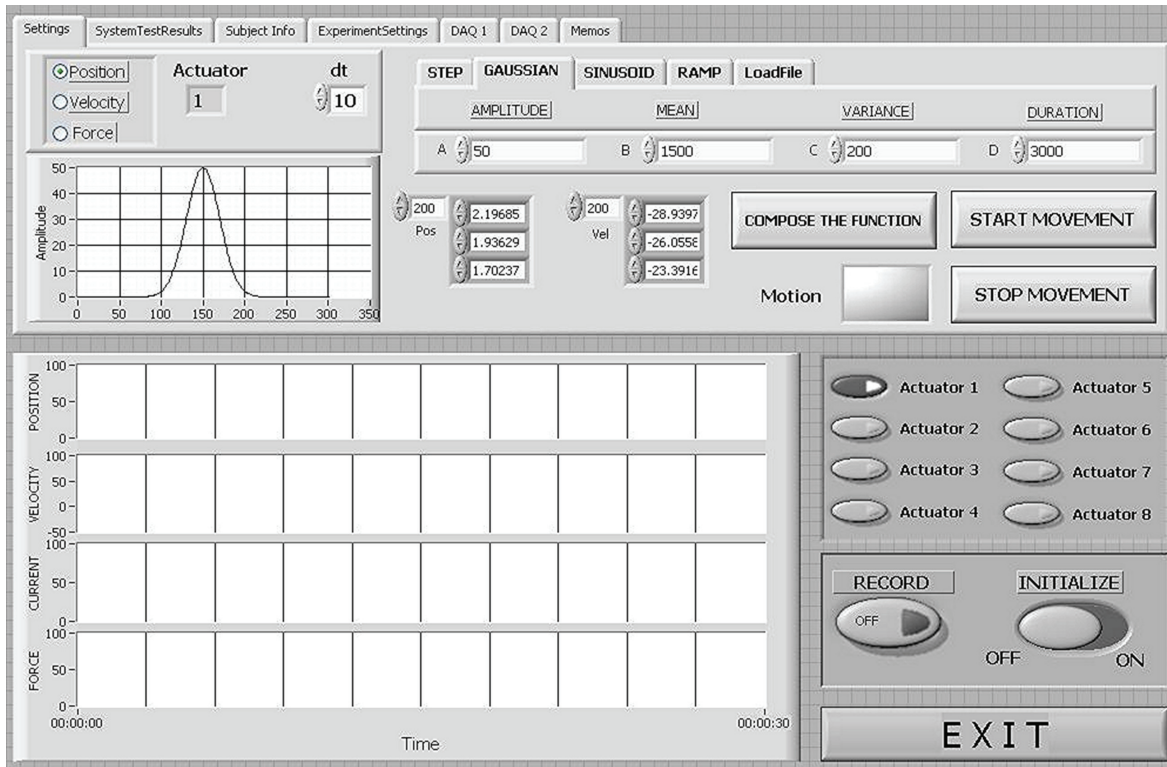 Settings SystemTestResults Subject Info ExperimentSettings DAQ 1 DAQ 2 Memos
Position
Velocity
Force
Actuator
1
dt
10
STEP GAUSSIAN SINUSOID RAMP LoadFile
AMPLITUDE MEAN VARIANCE DURATION
A 50 B 1500 C 200 D 3000
Amplitude
50
40
30
20
10
0
0 50 100 150 200 250 300 350
200
Pos
2.19685
1.93629
1.70237
200
Vel
-28.9397
-26.0558
-23.3916
COMPOSE THE FUNCTION
START MOVEMENT
Motion
STOP MOVEMENT
POSITION
100
50
0
VELOCITY
100
50
0
-50
CURRENT
100
50
0
FORCE
100
50
0
00:00:00 00:00:30
Time
Actuator 1 Actuator 5
Actuator 2 Actuator 6
Actuator 3 Actuator 7
Actuator 4 Actuator 8
RECORD INITIALIZE
OFF
OFF ON
EXIT